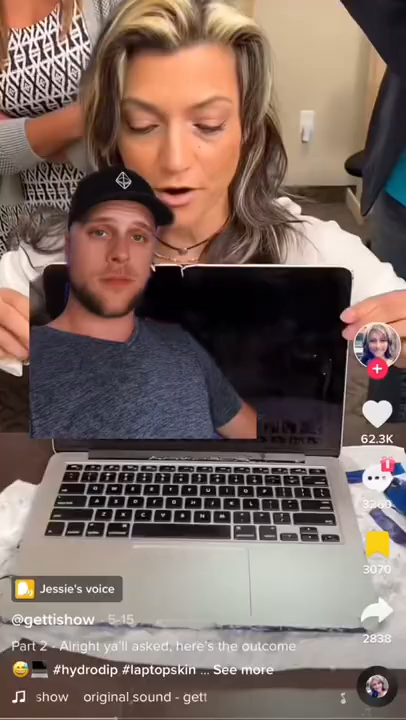 62.3K
3260
3070
2838
Jessie's voice
@gettishow · 5-15
Part 2 - Alright ya'll asked, here's the outcome
😅💻 #hydrodip #laptopskin ... See more
show original sound - gett